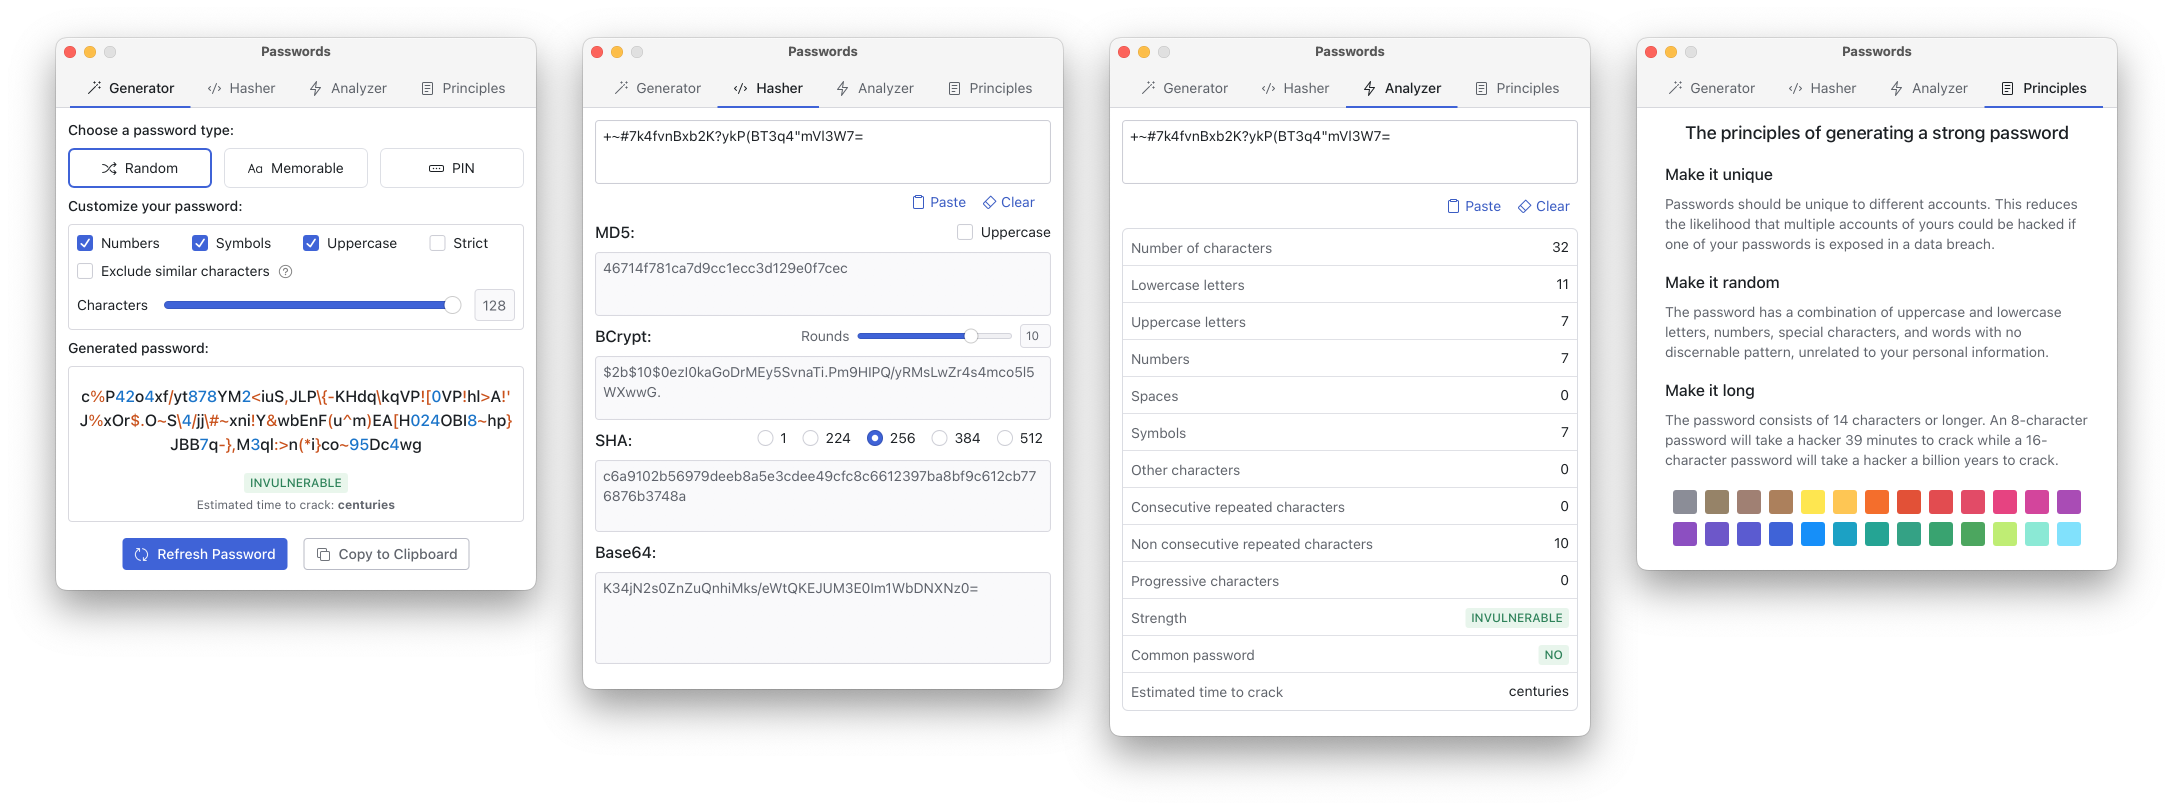 Passwords
Generator Hasher Analyzer Principles
Choose a password type:
Random Memorable PIN
Customize your password:
Numbers Symbols Uppercase Strict
Exclude similar characters
Characters 128
Generated password:
c%P42o4xf/yt878YM2<iuS,JLP\{-KHdq\kqVP![0VP!hl>A!'
J%xOr$.O~S\4/jj\#~xni!Y&wbEnF(u^m)EA[H024OBI8~hp}
JBB7q-},M3ql:>n(*i}co~95Dc4wg
INVULNERABLE
Estimated time to crack: centuries
Refresh Password Copy to Clipboard
Passwords
Generator Hasher Analyzer Principles
+~#7k4fvnBxb2K?ykP(BT3q4"mVI3W7=
Paste Clear
MD5: Uppercase
46714f781ca7d9cc1ecc3d129e0f7cec
BCrypt: Rounds 10
$2b$10$0ezl0kaGoDrMEy5SvnaTi.Pm9HIPQ/yRMsLwZr4s4mco5l5
WXwwG.
SHA: 1 224 256 384 512
c6a9102b56979deeb8a5e3cdee49cfc8c6612397ba8bf9c612cb77
6876b3748a
Base64:
K34jN2s0ZnZuQnhiMks/eWtQKEJUM3E0Im1WbDNXNz0=
Passwords
Generator Hasher Analyzer Principles
+~#7k4fvnBxb2K?ykP(BT3q4"mVI3W7=
Paste Clear
Number of characters 32
Lowercase letters 11
Uppercase letters 7
Numbers 7
Spaces 0
Symbols 7
Other characters 0
Consecutive repeated characters 0
Non consecutive repeated characters 10
Progressive characters 0
Strength INVULNERABLE
Common password NO
Estimated time to crack centuries
Passwords
Generator Hasher Analyzer Principles
The principles of generating a strong password
Make it unique
Passwords should be unique to different accounts. This reduces
the likelihood that multiple accounts of yours could be hacked if
one of your passwords is exposed in a data breach.
Make it random
The password has a combination of uppercase and lowercase
letters, numbers, special characters, and words with no
discernable pattern, unrelated to your personal information.
Make it long
The password consists of 14 characters or longer. An 8-character
password will take a hacker 39 minutes to crack while a 16-
character password will take a hacker a billion years to crack.